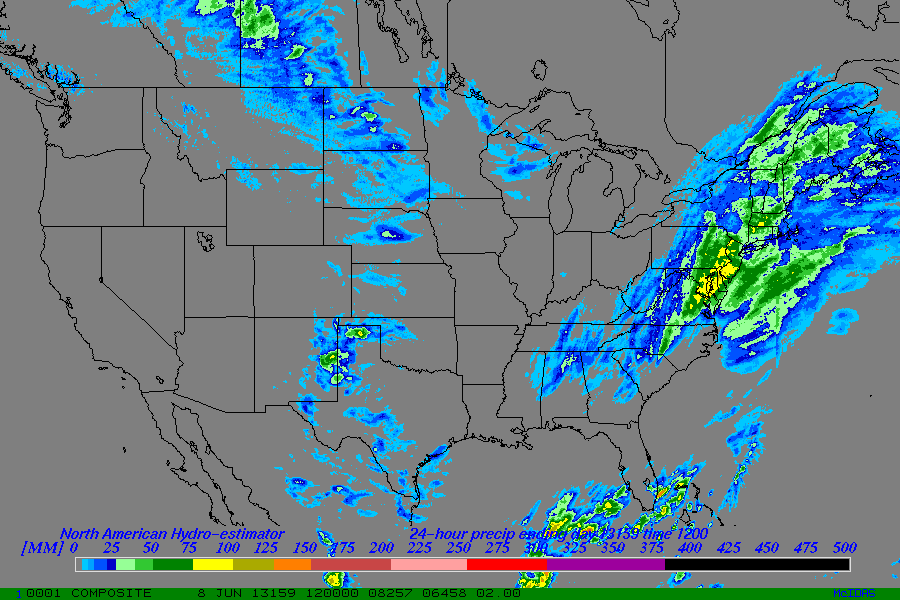 North American Hydro-estimator 24-hour precip ending day 13159 time 1200
[MM] 0 25 50 75 100 125 150 175 200 225 250 275 300 325 350 375 400 425 450 475 500
10001 COMPOSITE 8 JUN 13159 120000 08257 06458 02.00 McIDAS